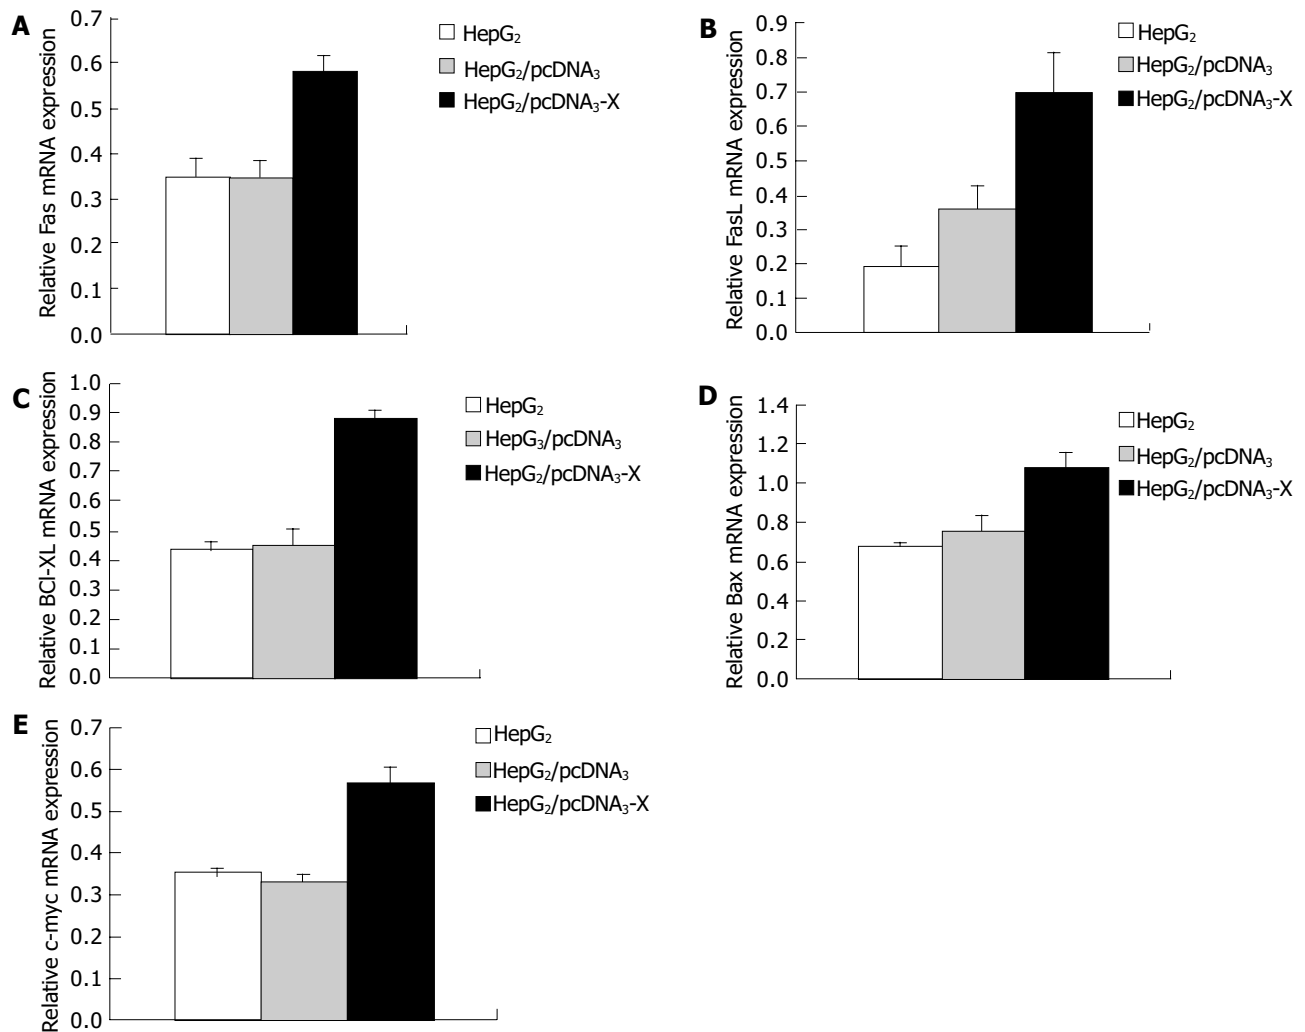 A
Relative Fas mRNA expression
0.7
0.6
0.5
0.4
0.3
0.2
0.1
0.0
HepG₂
HepG₂/pcDNA₃
HepG₂/pcDNA₃-X
B
Relative FasL mRNA expression
0.9
0.8
0.7
0.6
0.5
0.4
0.3
0.2
0.1
0.0
HepG₂
HepG₂/pcDNA₃
HepG₂/pcDNA₃-X
C
Relative BCl-XL mRNA expression
1.0
0.9
0.8
0.7
0.6
0.5
0.4
0.3
0.2
0.1
0.0
HepG₂
HepG₃/pcDNA₃
HepG₂/pcDNA₃-X
D
Relative Bax mRNA expression
1.4
1.2
1.0
0.8
0.6
0.4
0.2
0.0
HepG₂
HepG₂/pcDNA₃
HepG₂/pcDNA₃-X
E
Relative c-myc mRNA expression
0.7
0.6
0.5
0.4
0.3
0.2
0.1
0.0
HepG₂
HepG₂/pcDNA₃
HepG₂/pcDNA₃-X